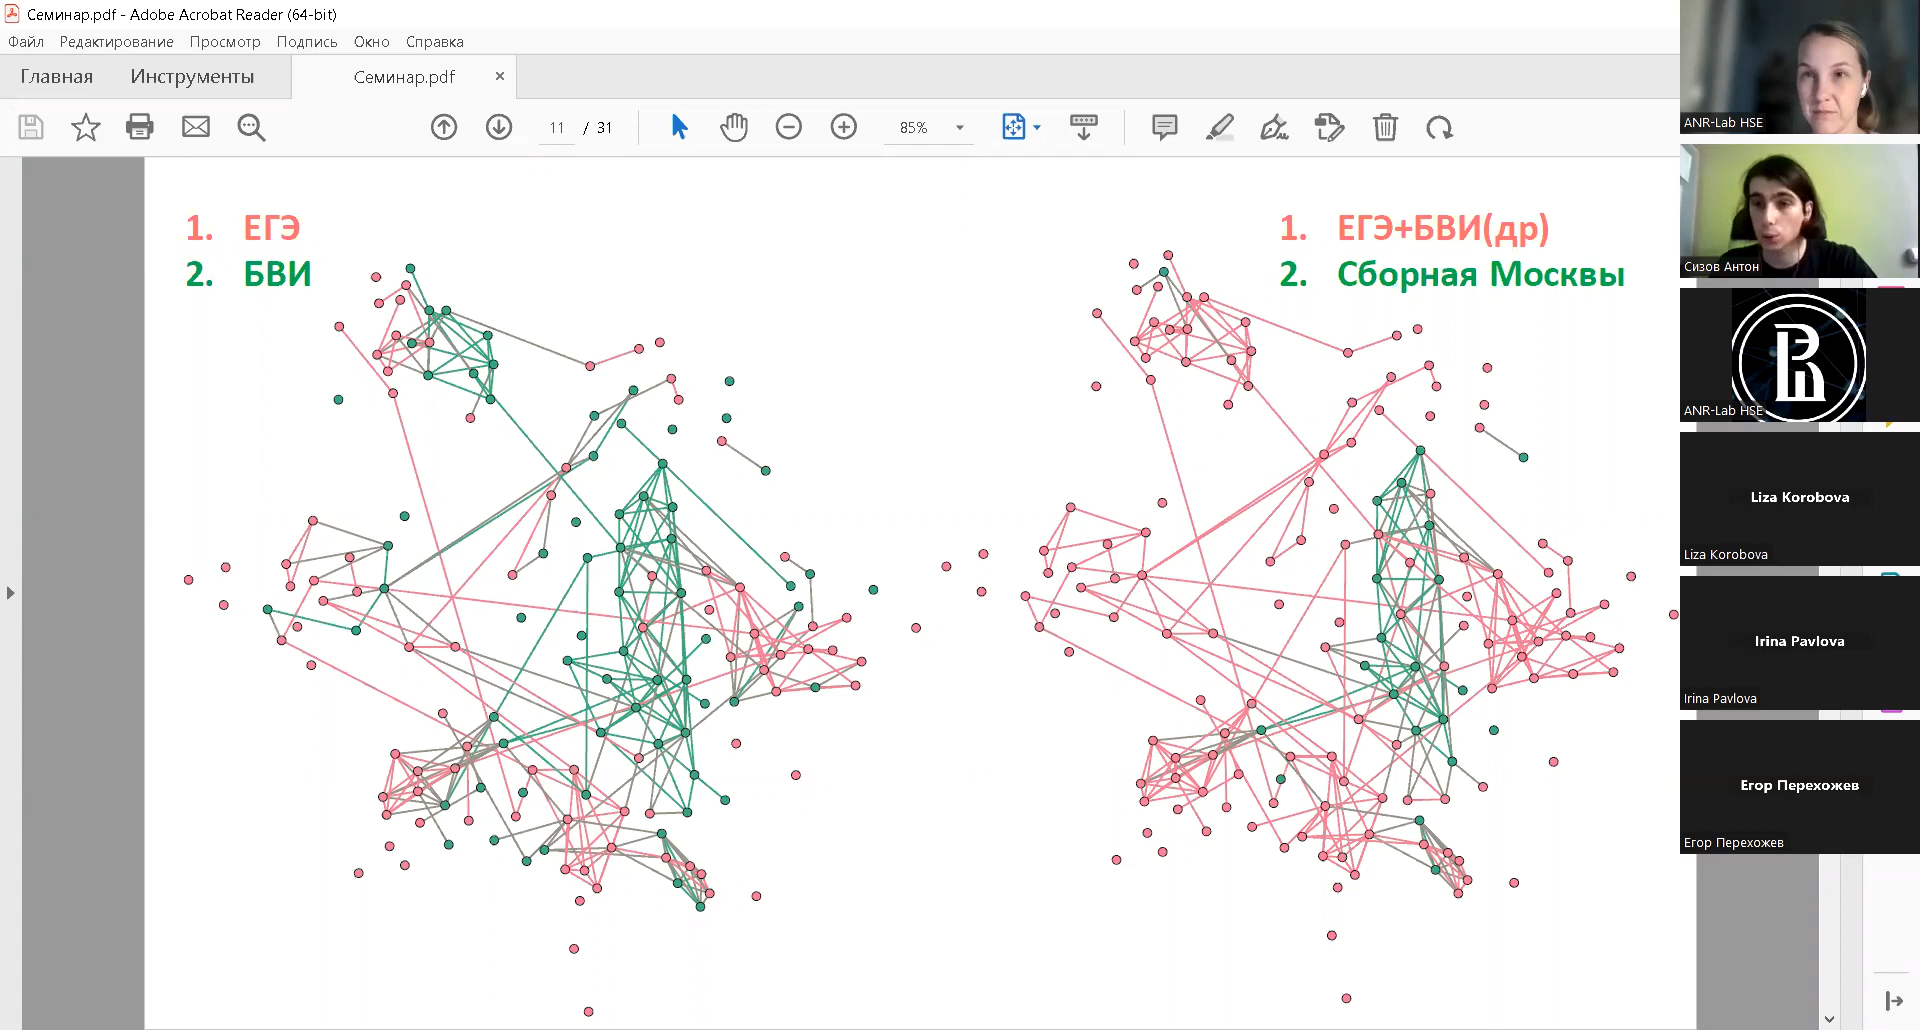 Семинар.pdf - Adobe Acrobat Reader (64-bit)
Файл Редактирование Просмотр Подпись Окно Справка
Главная Инструменты Семинар.pdf ×
11 / 31 85%
1. ЕГЭ
2. БВИ
1. ЕГЭ+БВИ(др)
2. Сборная Москвы
ANR-Lab HSE
Сизов Антон
ANR-Lab HSE
Liza Korobova
Liza Korobova
Irina Pavlova
Irina Pavlova
Егор Перехожев
Егор Перехожев